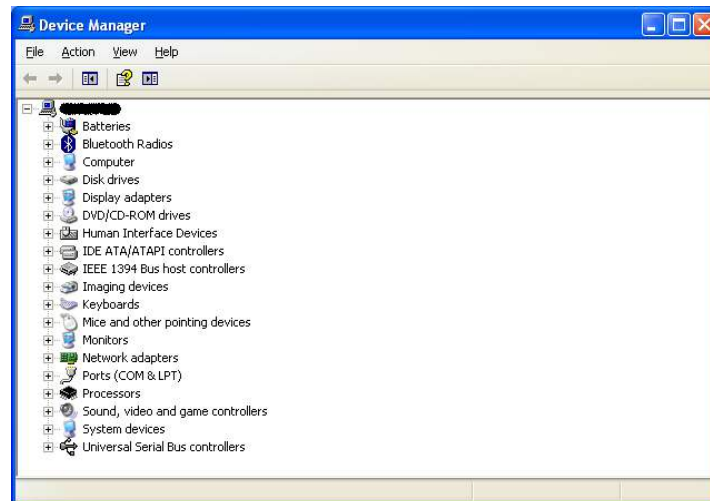 Device Manager
File Action View Help
Batteries
Bluetooth Radios
Computer
Disk drives
Display adapters
DVD/CD-ROM drives
Human Interface Devices
IDE ATA/ATAPI controllers
IEEE 1394 Bus host controllers
Imaging devices
Keyboards
Mice and other pointing devices
Monitors
Network adapters
Ports (COM & LPT)
Processors
Sound, video and game controllers
System devices
Universal Serial Bus controllers